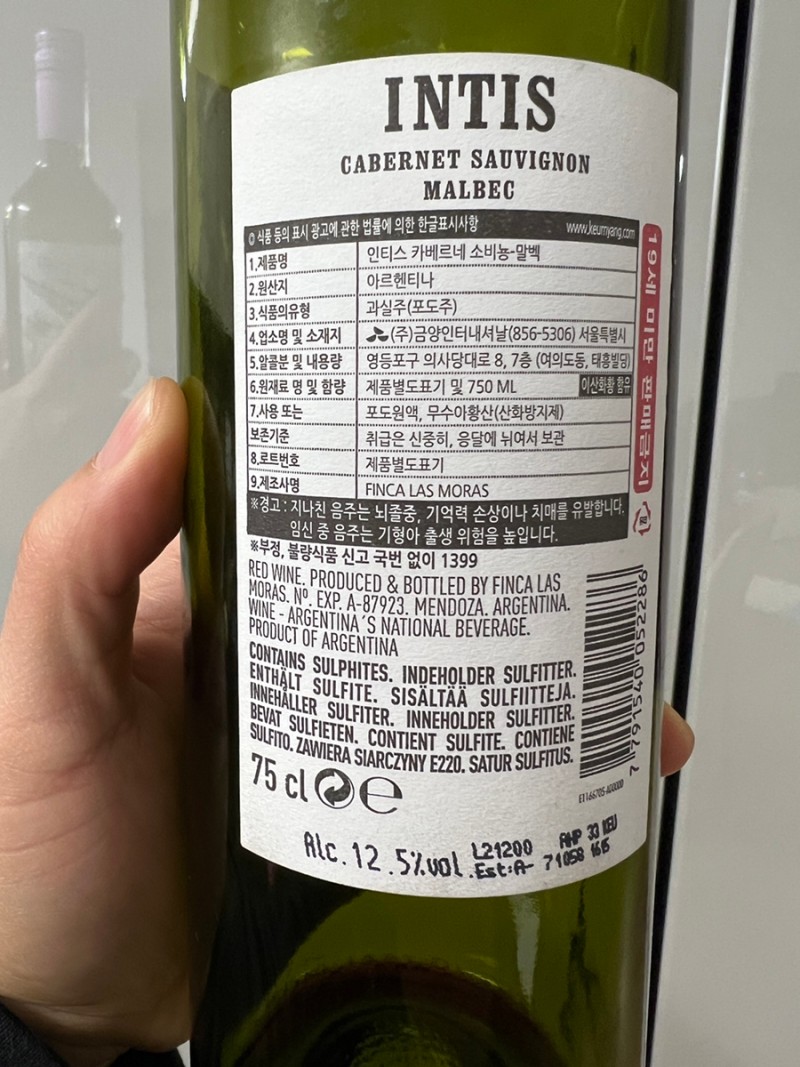 INTIS
CABERNET SAUVIGNON
MALBEC
◎ 식품 등의 표시 광고에 관한 법률에 의한 한글표시사항 www.keumyang.com
1.제품명 인티스 카베르네 소비뇽-말벡
2.원산지 아르헨티나
3.식품의유형 과실주(포도주)
4.업소명 및 소재지 (주)금양인터내셔날(856-5306) 서울특별시
5.알콜분 및 내용량 영등포구 의사당대로 8, 7층 (여의도동, 태흥빌딩)
6.원재료 명 및 함량 제품별도표기 및 750 ML 이산화황 함유
7.사용 또는 포도원액, 무수아황산(산화방지제)
보존기준 취급은 신중히, 응달에 뉘여서 보관
8.로트번호 제품별도표기
9.제조사명 FINCA LAS MORAS
※경고 : 지나친 음주는 뇌졸중, 기억력 손상이나 치매를 유발합니다.
임신 중 음주는 기형아 출생 위험을 높입니다.
※부정, 불량식품 신고 국번 없이 1399
19세 미만 판매금지
RED WINE. PRODUCED & BOTTLED BY FINCA LAS
MORAS. Nº. EXP. A-87923. MENDOZA. ARGENTINA.
WINE - ARGENTINA´S NATIONAL BEVERAGE.
PRODUCT OF ARGENTINA
CONTAINS SULPHITES. INDEHOLDER SULFITTER.
ENTHÄLT SULFITE. SISÄLTÄÄ SULFIITTEJA.
INNEHÅLLER SULFITER. INNEHOLDER SULFITTER.
BEVAT SULFIETEN. CONTIENT SULFITE. CONTIENE
SULFITO. ZAWIERA SIARCZYNY E220. SATUR SULFITUS.
75 cl e
7 791540 052286
Alc.12.5%vol. L21200 AHP 33 KEU
Est:A- 71058 1615